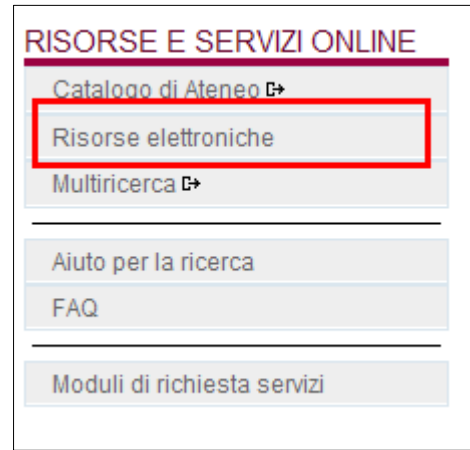 RISORSE E SERVIZI ONLINE
Catalogo di Ateneo
Risorse elettroniche
Multiricerca
Aiuto per la ricerca
FAQ
Moduli di richiesta servizi